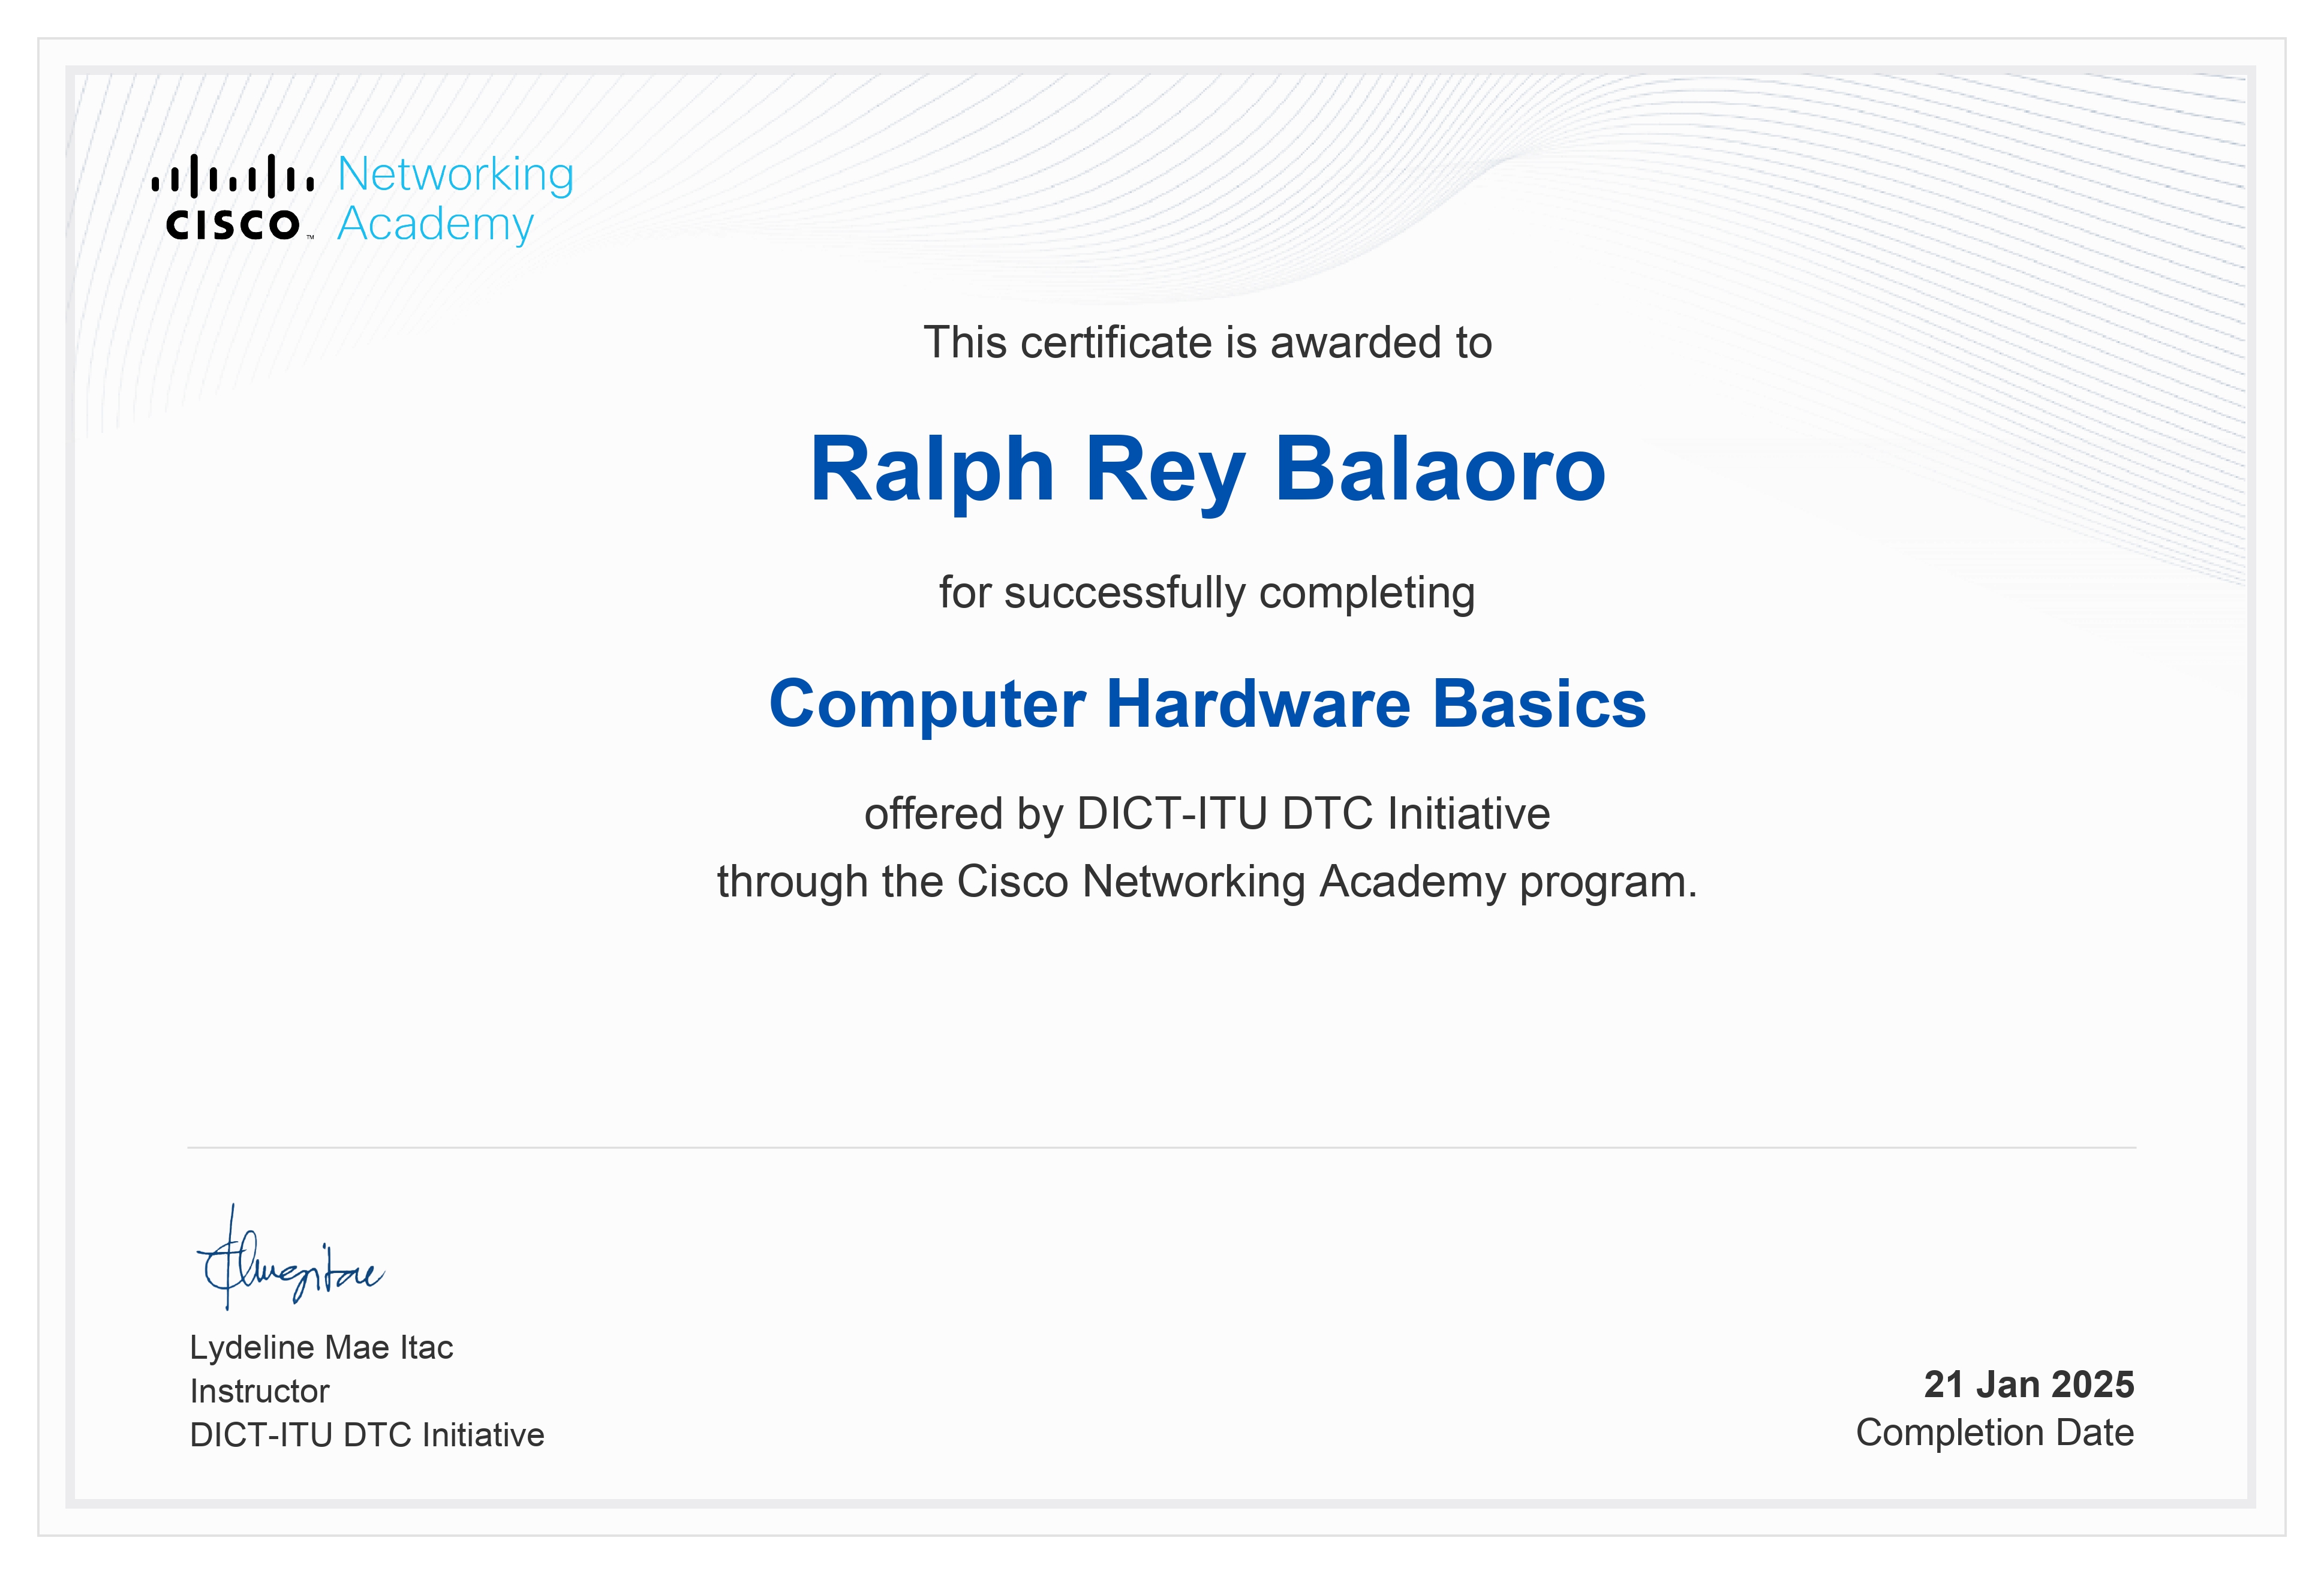 CISCO™
Networking
Academy
This certificate is awarded to
Ralph Rey Balaoro
for successfully completing
Computer Hardware Basics
offered by DICT-ITU DTC Initiative
through the Cisco Networking Academy program.
Lydeline Mae Itac
Instructor
DICT-ITU DTC Initiative
21 Jan 2025
Completion Date